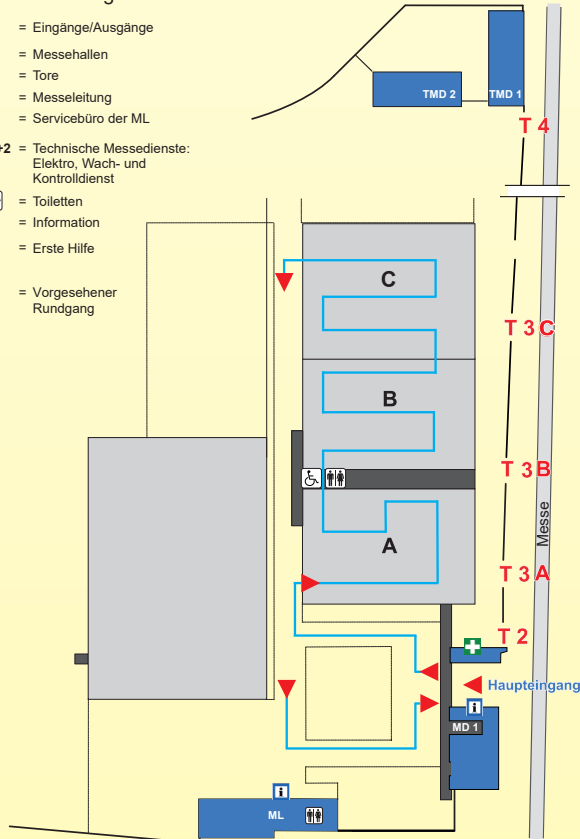 = Eingänge/Ausgänge
= Messehallen
= Tore
= Messeleitung
= Servicebüro der ML
+2 = Technische Messedienste:
Elektro, Wach- und
Kontrolldienst
= Toiletten
= Information
= Erste Hilfe
= Vorgesehener
Rundgang
TMD 2
TMD 1
T 4
C
T 3 C
B
T 3 B
Messe
A
T 3 A
T 2
Haupteingang
i
MD 1
i
ML